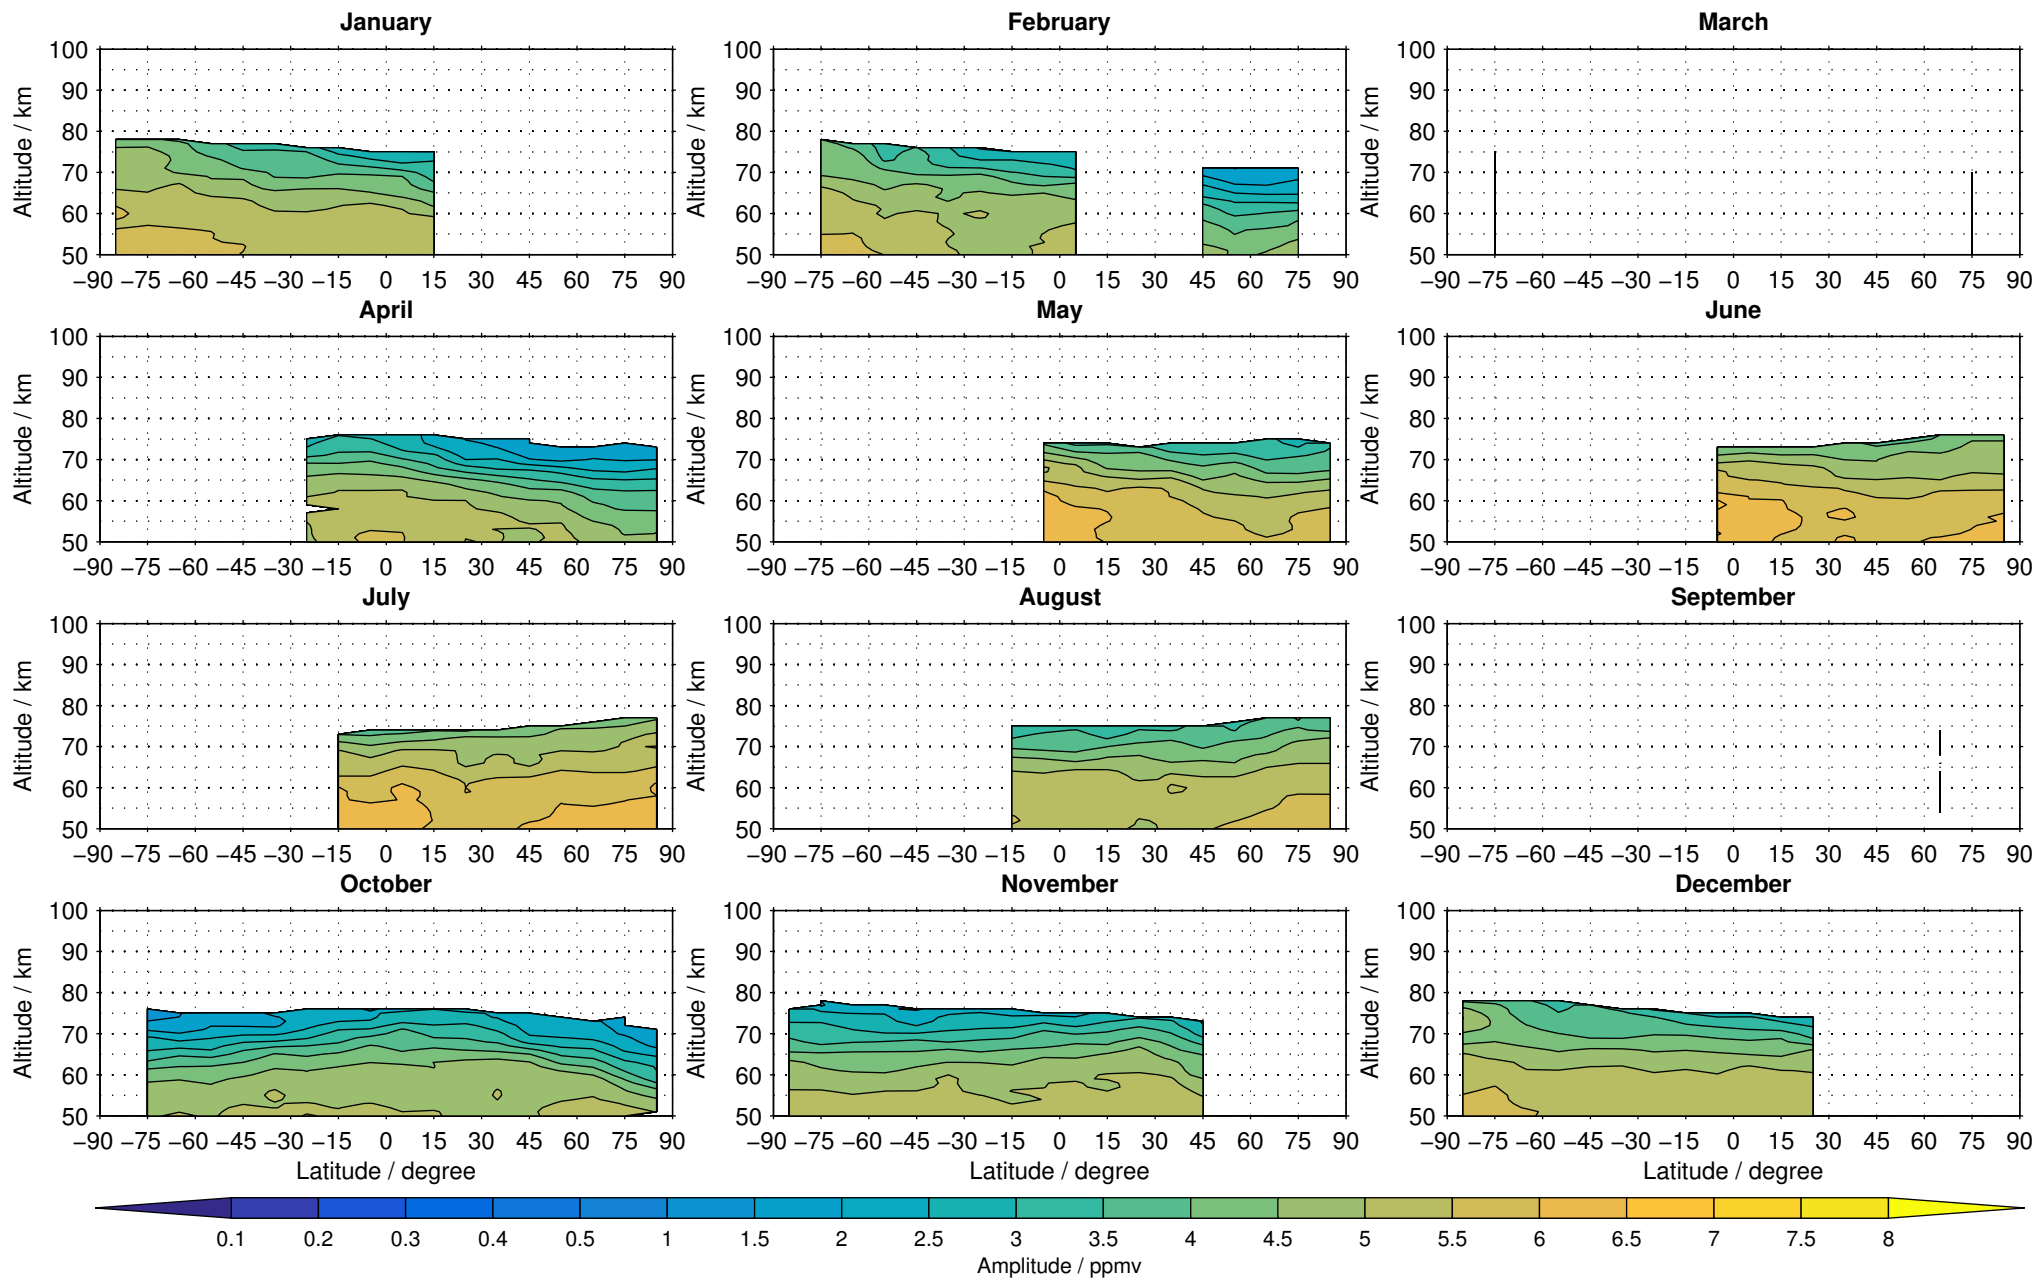 January February March
100 90 80 70 60 50 Altitude / km
−90 −75 −60 −45 −30 −15 0 15 30 45 60 75 90
100 90 80 70 60 50 Altitude / km
−90 −75 −60 −45 −30 −15 0 15 30 45 60 75 90
100 90 80 70 60 50 Altitude / km
−90 −75 −60 −45 −30 −15 0 15 30 45 60 75 90
April May June
100 90 80 70 60 50 Altitude / km
−90 −75 −60 −45 −30 −15 0 15 30 45 60 75 90
100 90 80 70 60 50 Altitude / km
−90 −75 −60 −45 −30 −15 0 15 30 45 60 75 90
100 90 80 70 60 50 Altitude / km
−90 −75 −60 −45 −30 −15 0 15 30 45 60 75 90
July August September
100 90 80 70 60 50 Altitude / km
−90 −75 −60 −45 −30 −15 0 15 30 45 60 75 90
100 90 80 70 60 50 Altitude / km
−90 −75 −60 −45 −30 −15 0 15 30 45 60 75 90
100 90 80 70 60 50 Altitude / km
−90 −75 −60 −45 −30 −15 0 15 30 45 60 75 90
October November December
100 90 80 70 60 50 Altitude / km
−90 −75 −60 −45 −30 −15 0 15 30 45 60 75 90
100 90 80 70 60 50 Altitude / km
−90 −75 −60 −45 −30 −15 0 15 30 45 60 75 90
100 90 80 70 60 50 Altitude / km
−90 −75 −60 −45 −30 −15 0 15 30 45 60 75 90
Latitude / degree Latitude / degree Latitude / degree
0.1 0.2 0.3 0.4 0.5 1 1.5 2 2.5 3 3.5 4 4.5 5 5.5 6 6.5 7 7.5 8
Amplitude / ppmv